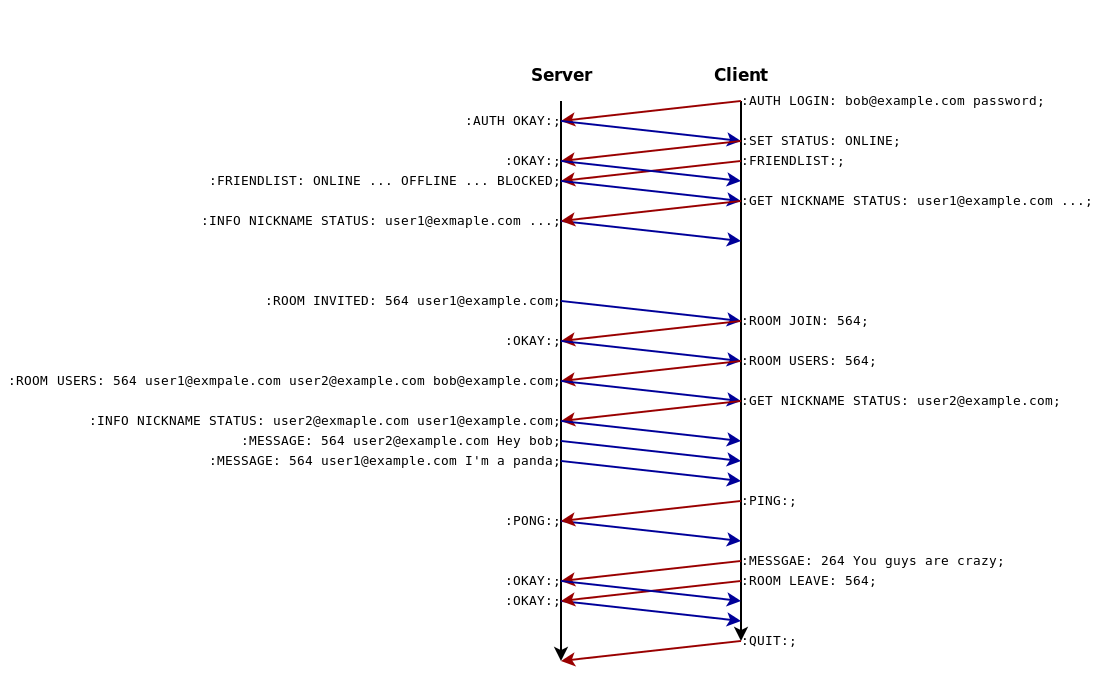 Server Client
:AUTH LOGIN: bob@example.com password;
:AUTH OKAY:;
:SET STATUS: ONLINE;
:OKAY:;
:FRIENDLIST:;
:FRIENDLIST: ONLINE ... OFFLINE ... BLOCKED;
:GET NICKNAME STATUS: user1@example.com ...;
:INFO NICKNAME STATUS: user1@exmaple.com ...;
:ROOM INVITED: 564 user1@example.com;
:ROOM JOIN: 564;
:OKAY:;
:ROOM USERS: 564;
:ROOM USERS: 564 user1@exmpale.com user2@example.com bob@example.com;
:GET NICKNAME STATUS: user2@example.com;
:INFO NICKNAME STATUS: user2@exmaple.com user1@example.com;
:MESSAGE: 564 user2@example.com Hey bob;
:MESSAGE: 564 user1@example.com I'm a panda;
:PING:;
:PONG:;
:MESSGAE: 264 You guys are crazy;
:OKAY:;
:ROOM LEAVE: 564;
:OKAY:;
:QUIT:;